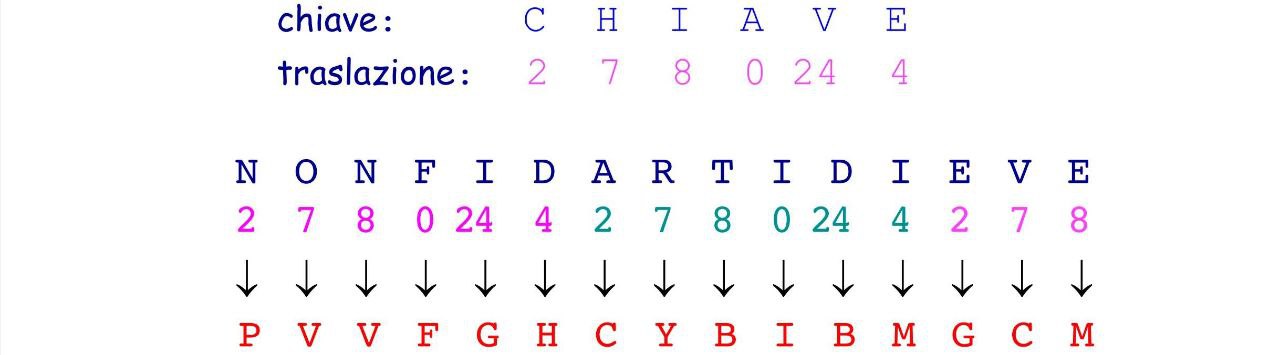 chiave: C H I A V E
traslazione: 2 7 8 0 24 4
N O N F I D A R T I D I E V E
2 7 8 0 24 4 2 7 8 0 24 4 2 7 8
↓ ↓ ↓ ↓ ↓ ↓ ↓ ↓ ↓ ↓ ↓ ↓ ↓ ↓ ↓
P V V F G H C Y B I B M G C M